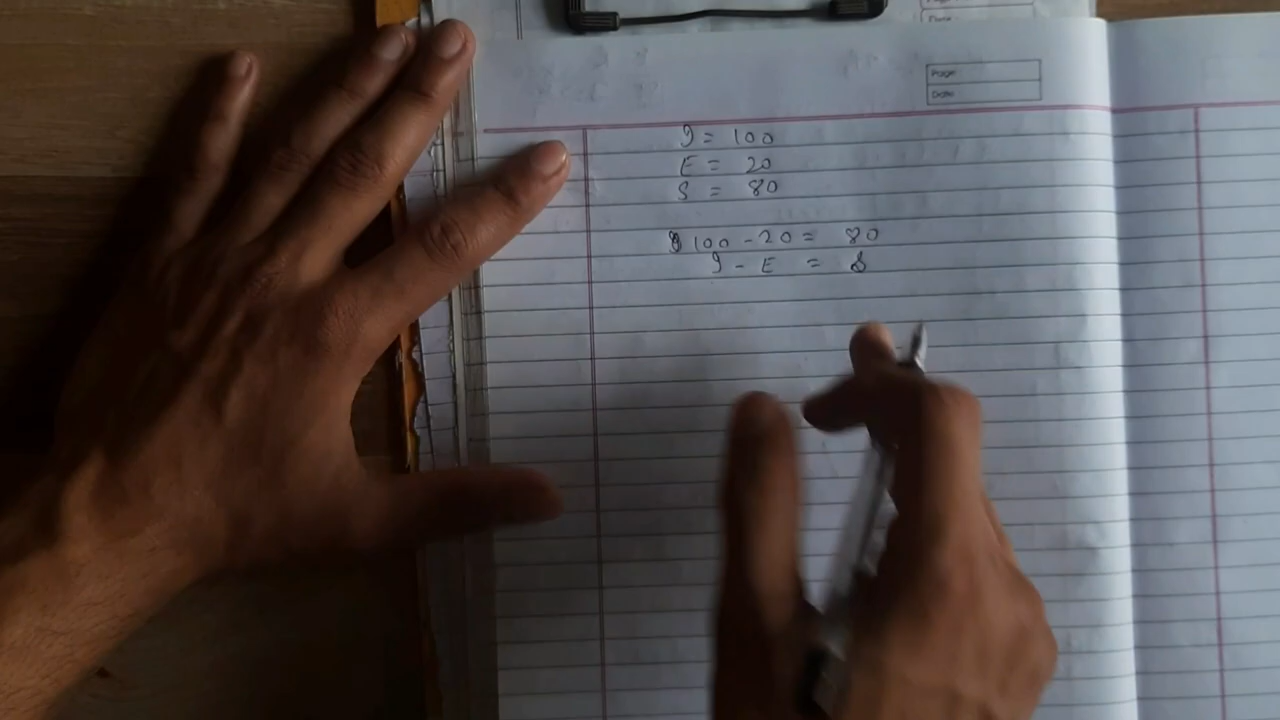 Page
Date
I = 100
E = 20
S = 80
100 - 20 = 80
I - E = S